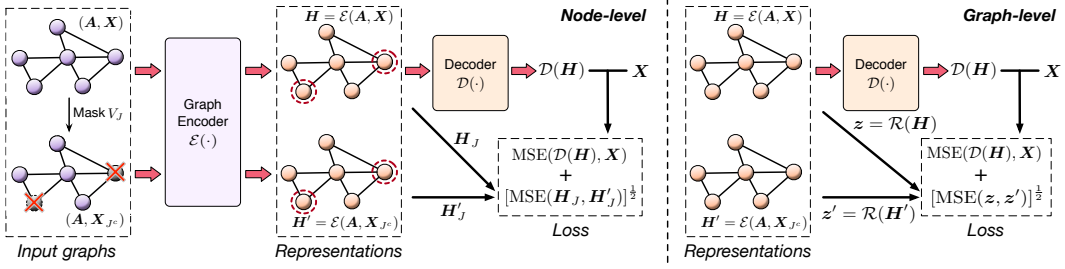 (A, X)
Mask V_J
(A, X_{J^c})
Input graphs
Graph
Encoder
ℰ(·)
H = ℰ(A, X)
H′ = ℰ(A, X_{J^c})
Representations
Node-level
Decoder
𝒟(·)
𝒟(H)
X
H_J
H′_J
MSE(𝒟(H), X)
+
[MSE(H_J, H′_J)]^{1/2}
Loss
Graph-level
H = ℰ(A, X)
H′ = ℰ(A, X_{J^c})
Representations
Decoder
𝒟(·)
𝒟(H)
X
z = ℛ(H)
z′ = ℛ(H′)
MSE(𝒟(H), X)
+
[MSE(z, z′)]^{1/2}
Loss